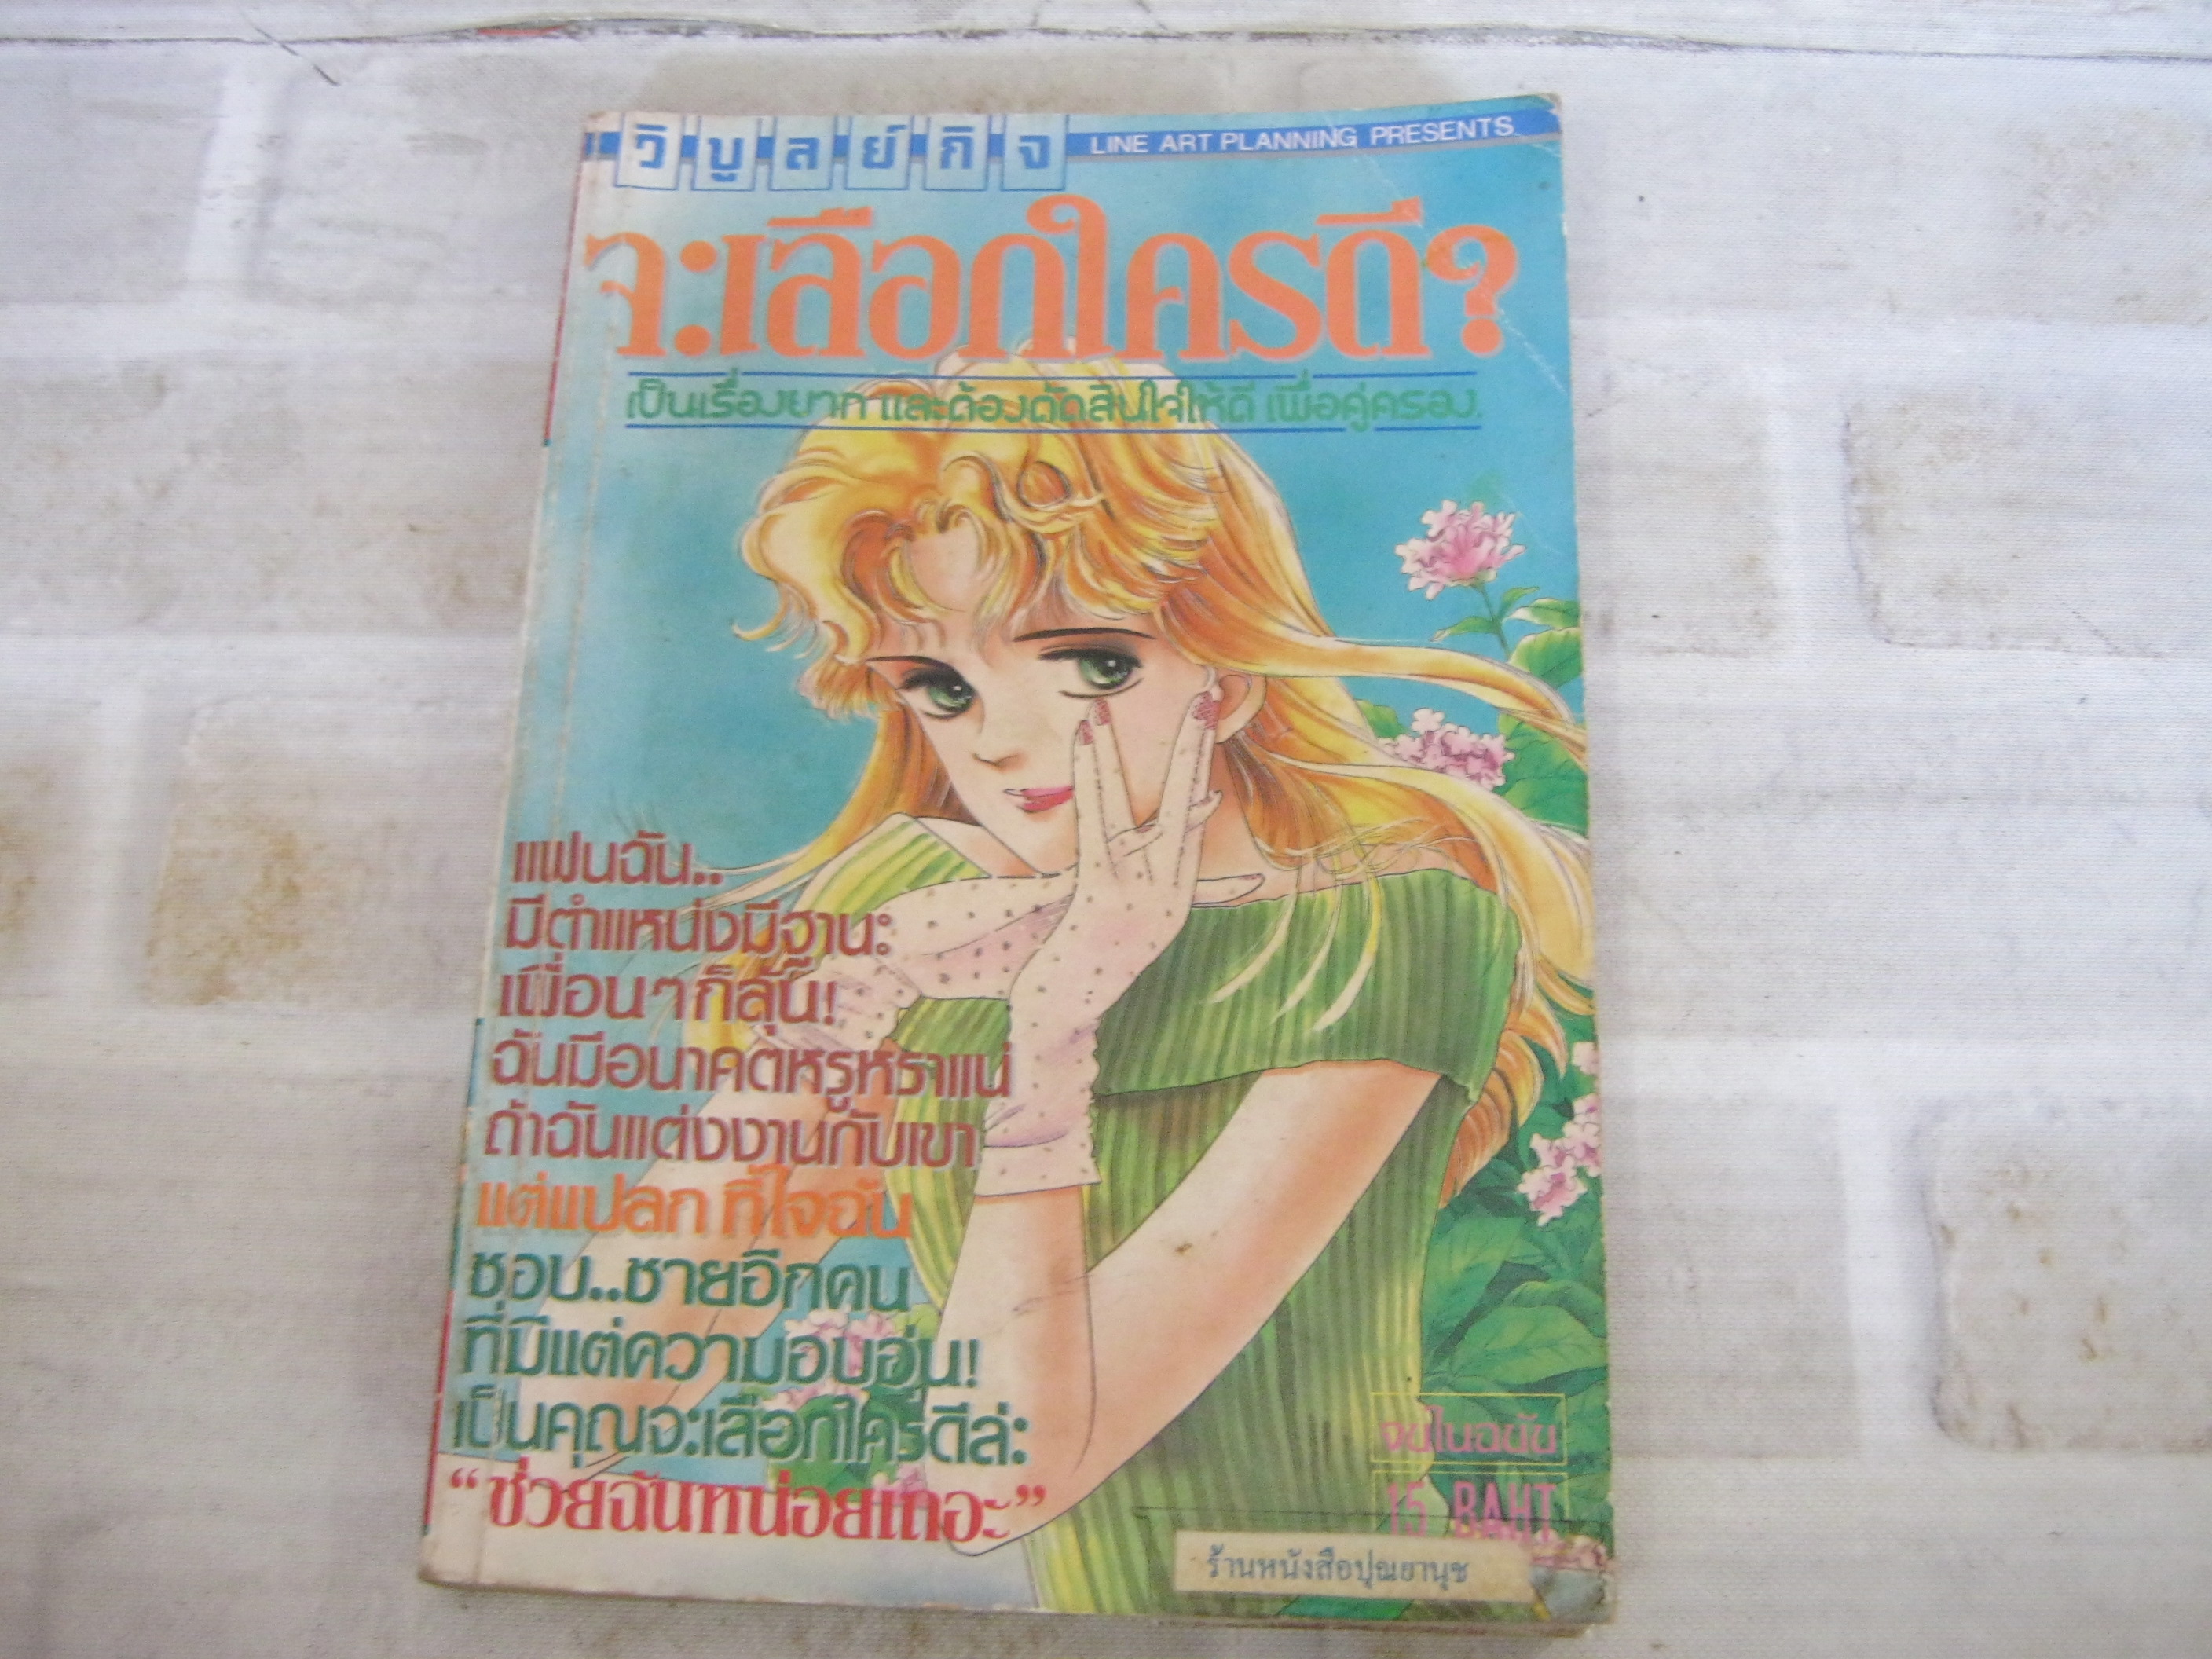 วิบูลย์กิจ LINE ART PLANNING PRESENTS
จะเลือกใครดี?
เป็นเรื่องยาก และต้องตัดสินใจให้ดี เพื่อคู่ครอง.
แฟนฉัน..
มีตำแหน่งมีฐานะ
เพื่อนๆ ก็ลุ้น!
ฉันมีอนาคตหรูหราแน่
ถ้าฉันแต่งงานกับเขา
แต่แปลก ที่ใจฉัน
ชอบ..ชายอีกคน
ที่มีแต่ความอบอุ่น!
เป็นคุณจะเลือกใครดีล่ะ
“ช่วยฉันหน่อยเถอะ”
จบในฉบับ
15 BAHT
ร้านหนังสือปุณยานุช